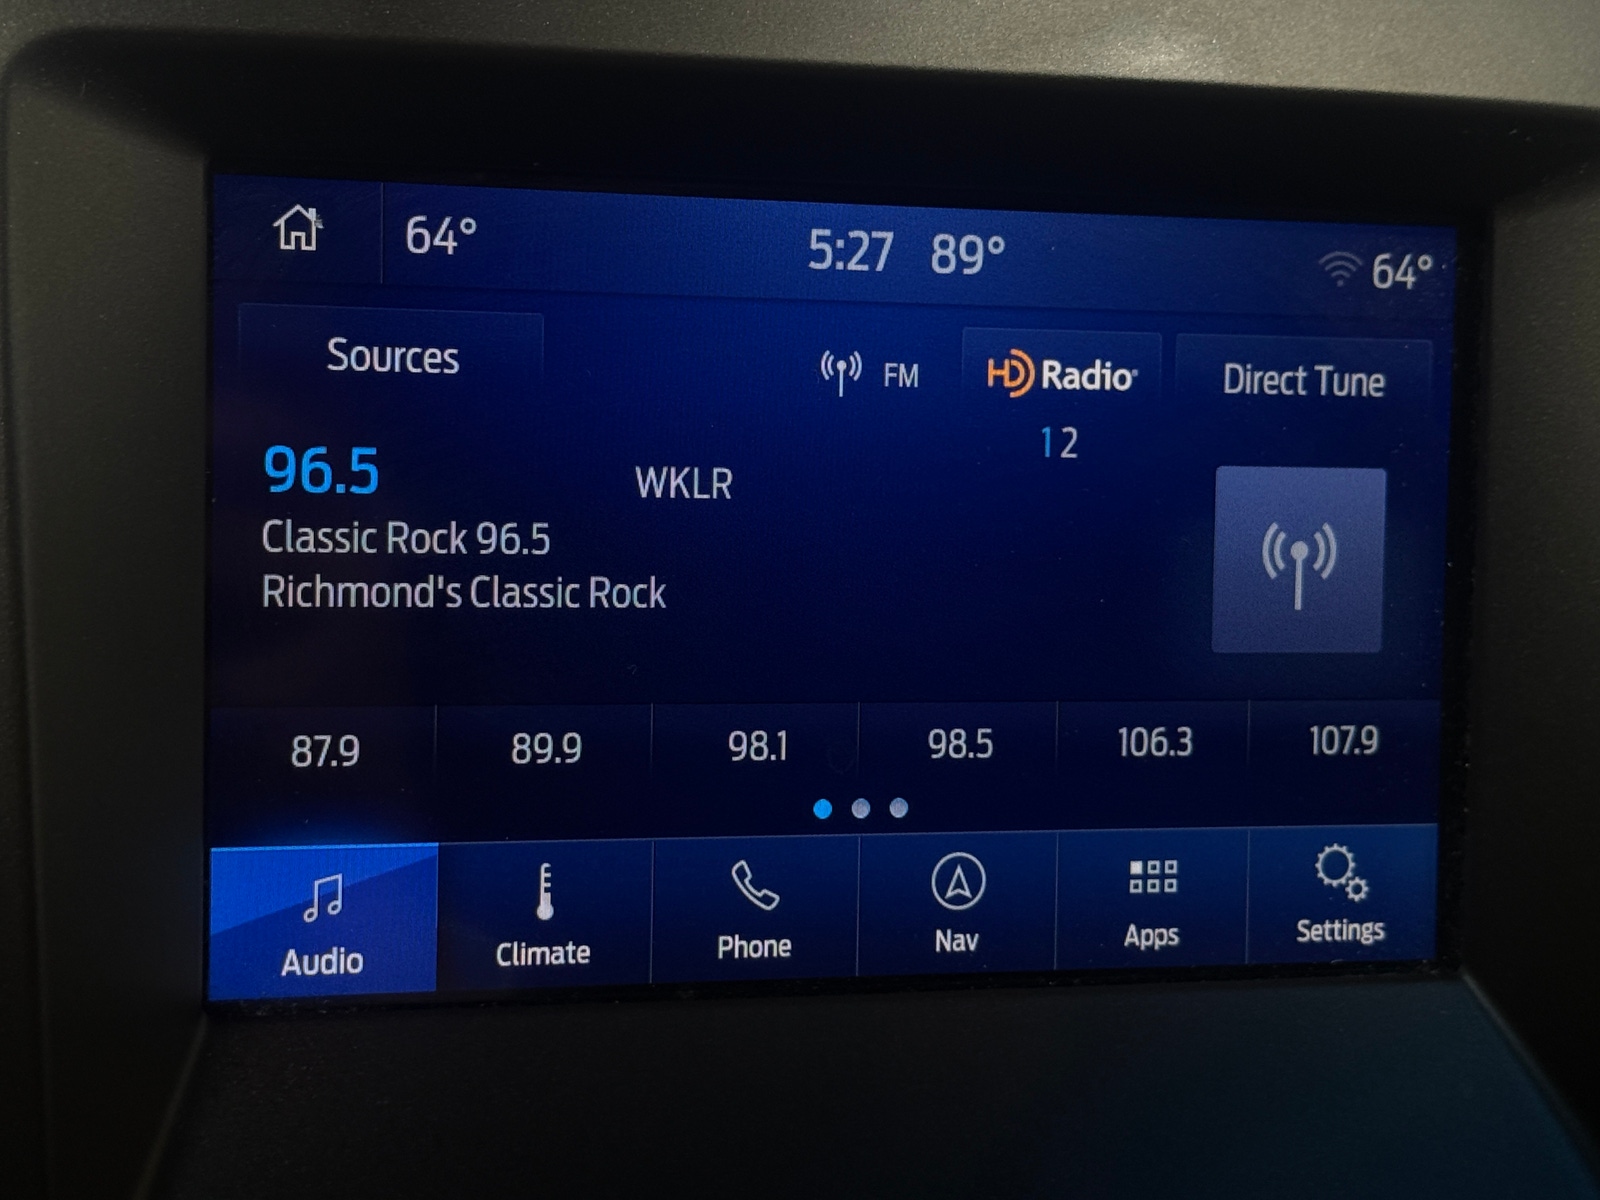 64° 5:27 89° 64°
Sources FM HD Radio Direct Tune
1 2
96.5 WKLR
Classic Rock 96.5
Richmond's Classic Rock
87.9 89.9 98.1 98.5 106.3 107.9
Audio Climate Phone Nav Apps Settings